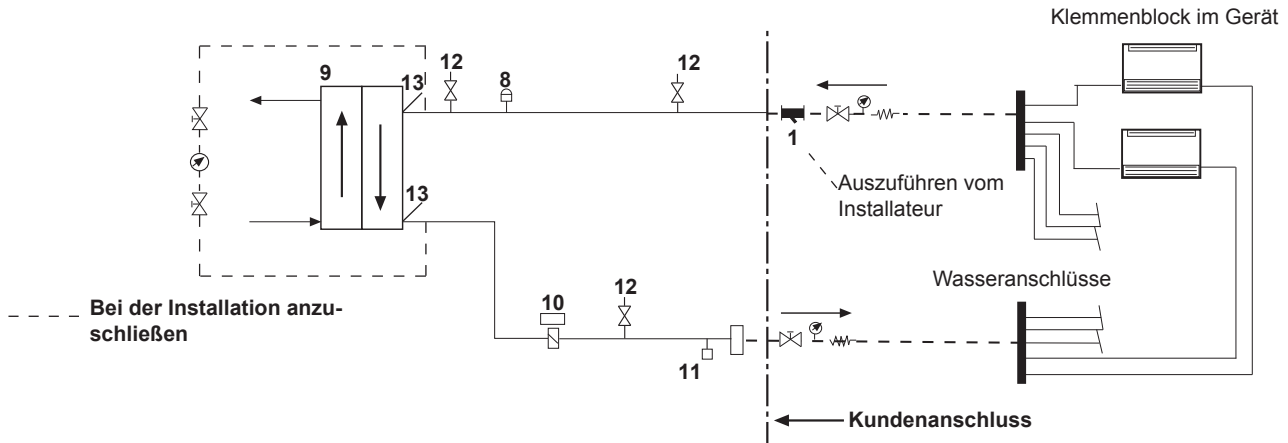 Klemmenblock im Gerät
12
12
9
13
8
1
Auszuführen vom
Installateur
13
Wasseranschlüsse
12
10
Bei der Installation anzu-
schließen
11
Kundenanschluss